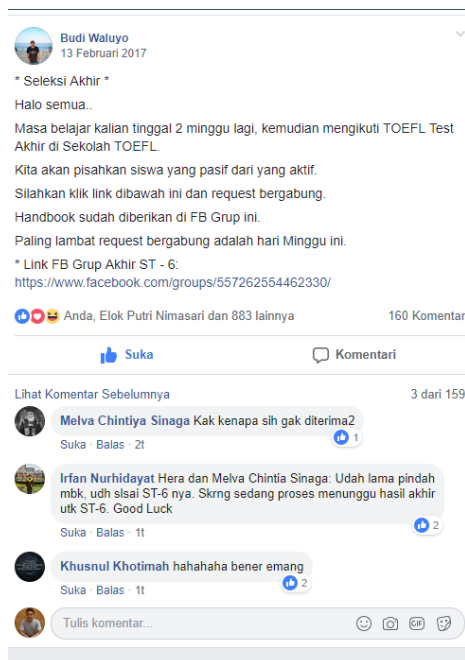 Budi Waluyo
13 Februari 2017
* Seleksi Akhir *
Halo semua..
Masa belajar kalian tinggal 2 minggu lagi, kemudian mengikuti TOEFL Test
Akhir di Sekolah TOEFL.
Kita akan pisahkan siswa yang pasif dari yang aktif.
Silahkan klik link dibawah ini dan request bergabung.
Handbook sudah diberikan di FB Grup ini.
Paling lambat request bergabung adalah hari Minggu ini.
* Link FB Grup Akhir ST - 6:
https://www.facebook.com/groups/557262554462330/
Anda, Elok Putri Nimasari dan 883 lainnya 160 Komentar
Suka Komentari
Lihat Komentar Sebelumnya 3 dari 159
Melva Chintiya Sinaga Kak kenapa sih gak diterima2
1
Suka · Balas · 2t
Irfan Nurhidayat Hera dan Melva Chintia Sinaga: Udah lama pindah
mbk, udh slsai ST-6 nya. Skrng sedang proses menunggu hasil akhir
utk ST-6. Good Luck
2
Suka · Balas · 1t
Khusnul Khotimah hahahaha bener emang
2
Suka · Balas · 1t
Tulis komentar...
GIF